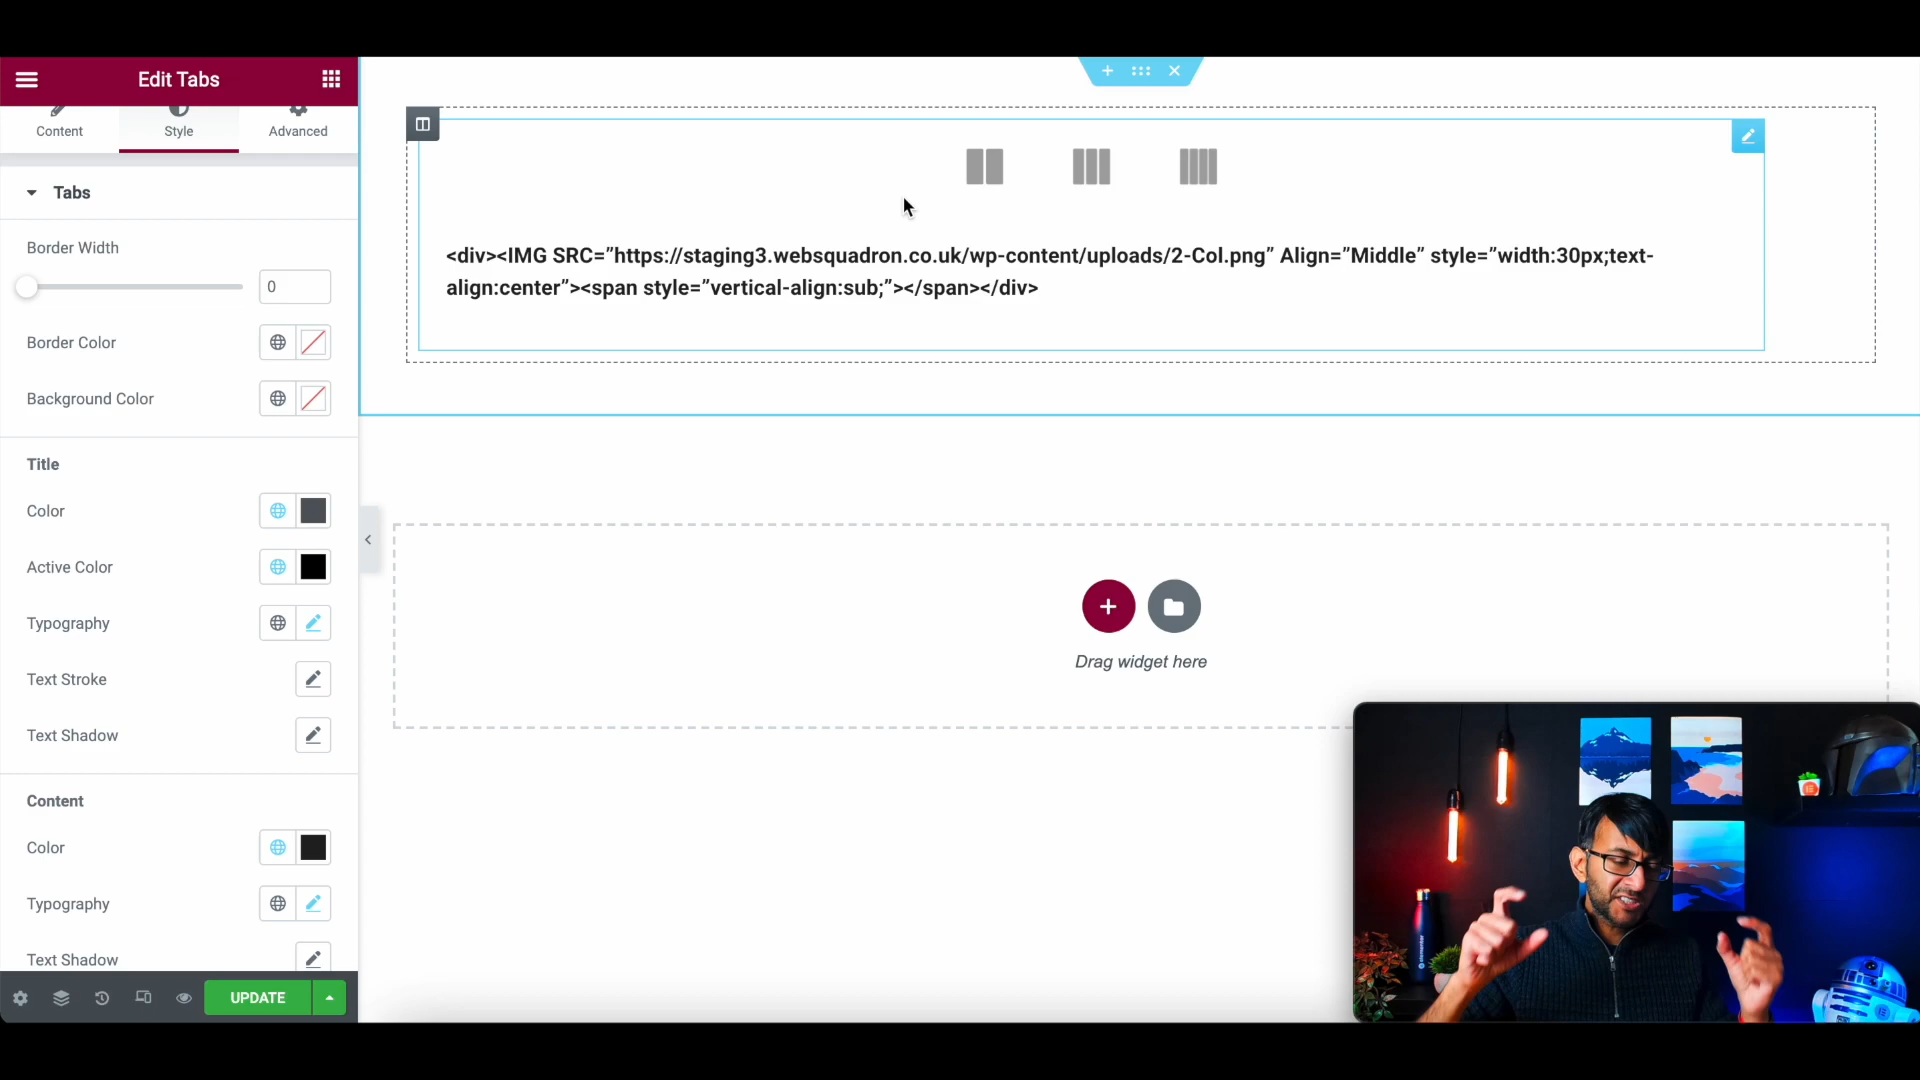 Edit Tabs
Content
Style
Advanced
Tabs
Border Width
0
Border Color
Background Color
Title
Color
Active Color
Typography
Text Stroke
Text Shadow
Content
Color
Typography
Text Shadow
UPDATE
<div><IMG SRC=”https://staging3.websquadron.co.uk/wp-content/uploads/2-Col.png” Align=”Middle” style=”width:30px;text-
align:center”><span style=”vertical-align:sub;”></span></div>
Drag widget here
elementor